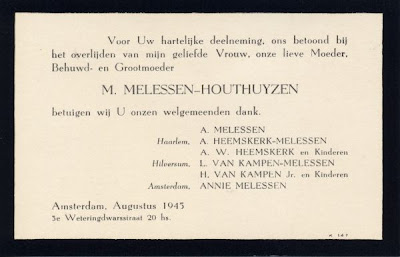 Voor Uw hartelijke deelneming, ons betoond bij
het overlijden van mijn geliefde Vrouw, onze lieve Moeder,
Behuwd- en Grootmoeder
M. MELESSEN-HOUTHUYZEN
betuigen wij U onzen welgemeenden dank.
A. MELESSEN
Haarlem, A. HEEMSKERK-MELESSEN
A. W. HEEMSKERK en Kinderen
Hilversum, L. VAN KAMPEN-MELESSEN
H. VAN KAMPEN Jr. en Kinderen
Amsterdam, ANNIE MELESSEN
Amsterdam, Augustus 1945
3e Weteringdwarsstraat 20 hs.